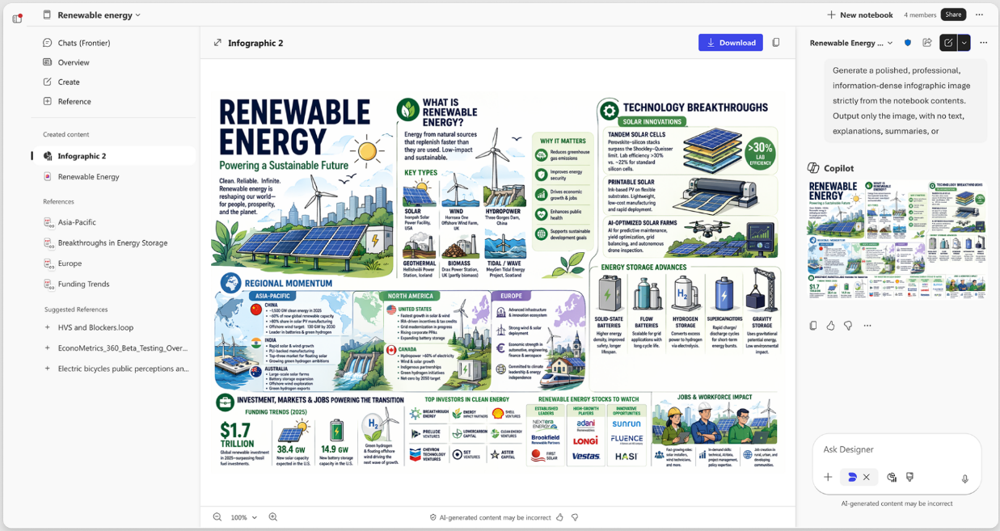 Renewable energy
New notebook
4 members
Share
Chats (Frontier)
Overview
Create
Reference
Created content
Infographic 2
Renewable Energy
References
Asia-Pacific
Breakthroughs in Energy Storage
Europe
Funding Trends
Suggested References
HVS and Blockers.loop
EconoMetrics_360_Beta_Testing_Over...
Electric bicycles public perceptions an...
Infographic 2
Download
RENEWABLE
ENERGY
Powering a Sustainable Future
Clean. Reliable. Infinite.
Renewable energy is
reshaping our world—
for people, prosperity,
and the planet.
WHAT IS
RENEWABLE
ENERGY?
Energy from natural sources
that replenish faster than
they are used. Low-impact
and sustainable.
KEY TYPES
SOLAR
Ivanpah Solar
Power Facility,
USA
WIND
Hornsea One
Offshore Wind Farm,
UK
HYDROPOWER
Three Gorges Dam,
China
GEOTHERMAL
Hellisheiði Power
Station, Iceland
BIOMASS
Drax Power Station,
UK (partly biomass)
TIDAL / WAVE
MeyGen Tidal Energy
Project, Scotland
WHY IT MATTERS
Reduces greenhouse
gas emissions
Improves energy
security
Drives economic
growth & jobs
Enhances public
health
Supports sustainable
development goals
TECHNOLOGY BREAKTHROUGHS
SOLAR INNOVATIONS
TANDEM SOLAR CELLS
Perovskite-silicon stacks
surpass the Shockley-Queisser
limit. Lab efficiency >30%
vs. ~22% for standard
silicon cells.
>30%
LAB
EFFICIENCY
PRINTABLE SOLAR
Ink-based PV on flexible
substrates. Lightweight,
low-cost manufacturing
and rapid deployment.
AI-OPTIMIZED SOLAR FARMS
AI for predictive maintenance,
yield optimization, grid
balancing, and autonomous
drone inspection.
ENERGY STORAGE ADVANCES
H₂
SOLID-STATE
BATTERIES
Higher energy
density, improved
safety, longer
lifespan.
FLOW
BATTERIES
Scalable for grid
applications with
long cycle life.
HYDROGEN
STORAGE
Converts excess
power to hydrogen
via electrolysis.
SUPERCAPACITORS
Rapid charge/
discharge cycles
for short-term
energy bursts.
GRAVITY
STORAGE
Uses gravitational
potential energy.
Low environmental
impact.
REGIONAL MOMENTUM
ASIA-PACIFIC
CHINA
• ~1,500 GW clean energy in 2025
• ~60% of new global renewable capacity
• >80% share in solar PV manufacturing
• Offshore wind target: 130 GW by 2030
• Leader in batteries & green hydrogen
INDIA
• Rapid solar & wind growth
• PLI-backed manufacturing
• Top-three market for floating solar
• Growing green hydrogen ambitions
AUSTRALIA
• Large-scale solar farms
• Battery storage expansion
• Offshore wind exploration
• Green hydrogen exports
NORTH AMERICA
UNITED STATES
• Fastest growth in solar & wind
• IRA-driven incentives & tax credits
• Grid modernization in progress
• Rising corporate PPAs
• Expanding battery storage
CANADA
• Hydropower >60% of electricity
• Wind & solar growth
• Indigenous partnerships
• Green hydrogen initiatives
• Net-zero by 2050 target
EUROPE
Advanced infrastructure
& innovation ecosystem
Strong wind & solar
deployment
€
Economic strength in
automotive, engineering,
finance & aerospace
Committed to climate
leadership & energy
independence
INVESTMENT, MARKETS & JOBS POWERING THE TRANSITION
FUNDING TRENDS (2025)
$1.7
TRILLION
Global renewable investment
in 2025—surpassing fossil
fuel investments.
38.4 GW
New solar capacity
expected in the U.S.
14.9 GW
New battery storage
capacity in the U.S.
H₂
Green hydrogen
& floating offshore
wind driving the
next wave of growth.
TOP INVESTORS IN CLEAN ENERGY
BREAKTHROUGH
ENERGY
ENERGY
IMPACT PARTNERS
SHELL
VENTURES
PRELUDE
VENTURES
LOWERCARBON
CAPITAL
CLEAN ENERGY
VENTURES
CHEVRON
TECHNOLOGY
VENTURES
SET
VENTURES
ASTER
CAPITAL
RENEWABLE ENERGY STOCKS TO WATCH
ESTABLISHED
LEADERS
NEXTera
ENERGY
Brookfield
Renewable Partners
FIRST
SOLAR
HIGH-GROWTH
PLAYERS
adani
Renewables
LONGi
Vestas
INNOVATIVE
OPPORTUNITIES
sunrun
FLUENCE
HASI
JOBS & WORKFORCE IMPACT
Fast-growing roles:
solar installers, wind
technicians, and
more.
In-demand skills:
technical, AI/data,
project management,
policy expertise.
Job creation in
rural, urban, and
developing
communities.
100%
AI-generated content may be incorrect
Renewable Energy ...
Generate a polished, professional,
information-dense infographic image
strictly from the notebook contents.
Output only the image, with no text,
explanations, summaries, or
Copilot
RENEWABLE
ENERGY
REGIONAL MOMENTUM
$1.7
Ask Designer
AI-generated content may be incorrect